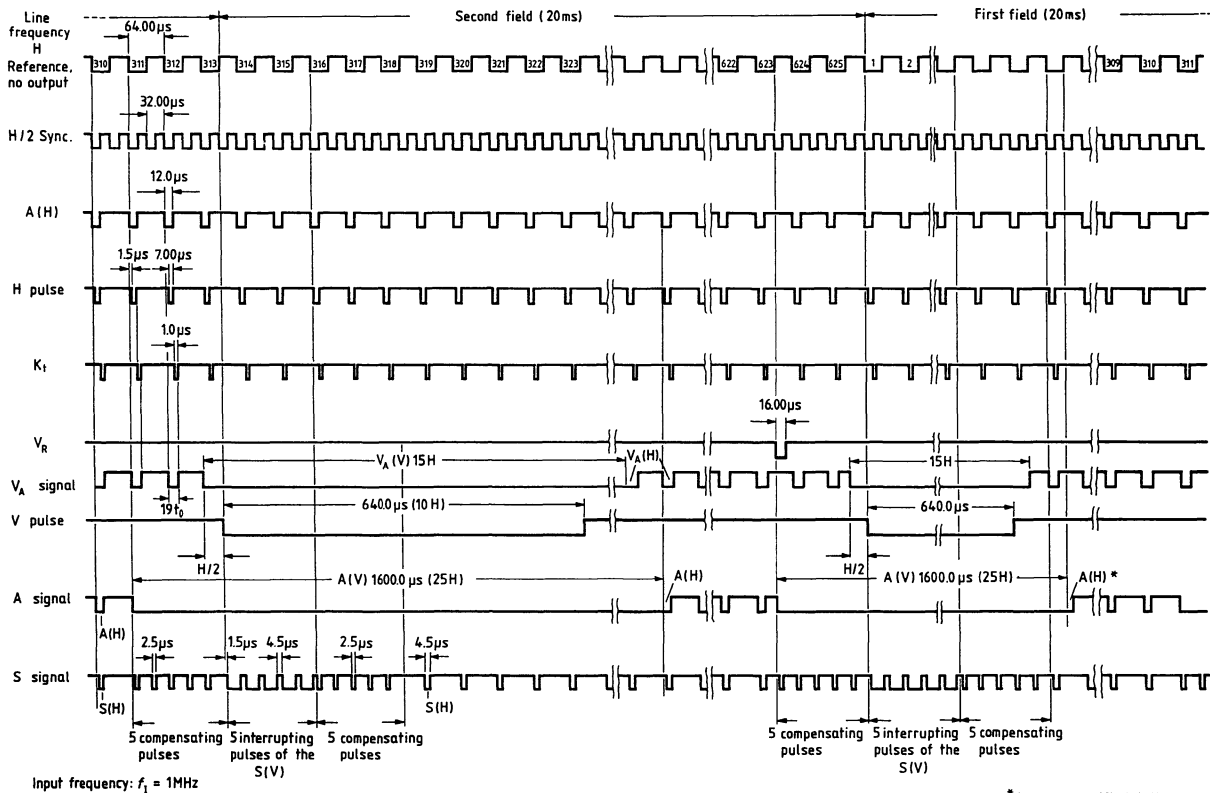 Line
frequency
H
Reference,
no output
64.00µs
Second field (20ms)
First field (20ms)
310 311 312 313 314 315 316 317 318 319 320 321 322 323 622 623 624 625 1 2 309 310 311
32.00µs
H/2 Sync.
12.0µs
A(H)
1.5µs 7.00µs
H pulse
1.0µs
Kt
16.00µs
VR
VA(V) 15H
VA(H)
15H
VA signal
19t0
640.0µs (10H)
640.0µs
V pulse
H/2
H/2
A(V) 1600.0µs (25H)
A(H)
A(V) 1600.0µs (25H)
A(H)*
A signal
A(H)
2.5µs
1.5µs
4.5µs
2.5µs
4.5µs
S signal
S(H)
S(H)
5 compensating
pulses
5 interrupting
pulses of the
S(V)
5 compensating
pulses
5 compensating
pulses
5 interrupting
pulses of the
S(V)
5 compensating
pulses
Input frequency: fI = 1MHz
*